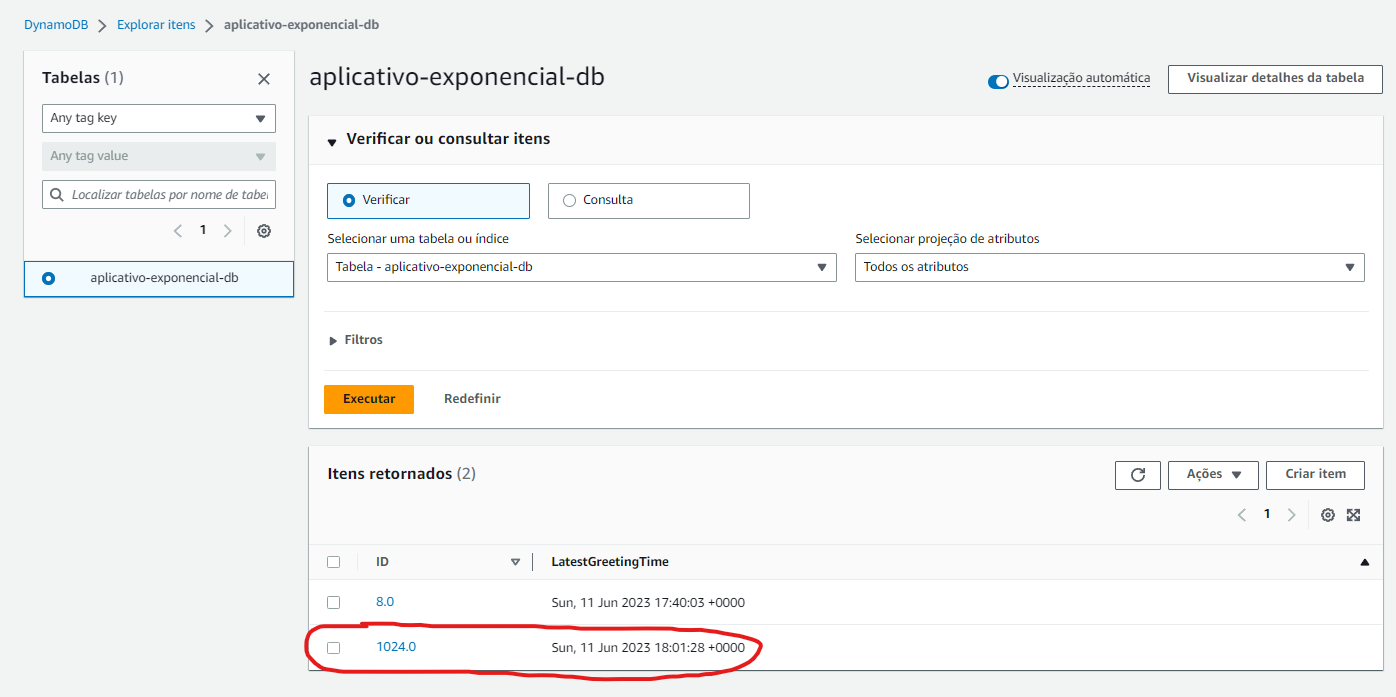 DynamoDB > Explorar itens > aplicativo-exponencial-db
Tabelas (1)
Any tag key
Any tag value
Localizar tabelas por nome de tabel
1
aplicativo-exponencial-db
aplicativo-exponencial-db
Visualização automática
Visualizar detalhes da tabela
Verificar ou consultar itens
Verificar
Consulta
Selecionar uma tabela ou índice
Selecionar projeção de atributos
Tabela - aplicativo-exponencial-db
Todos os atributos
Filtros
Executar
Redefinir
Itens retornados (2)
Ações
Criar item
1
ID
LatestGreetingTime
8.0
Sun, 11 Jun 2023 17:40:03 +0000
1024.0
Sun, 11 Jun 2023 18:01:28 +0000